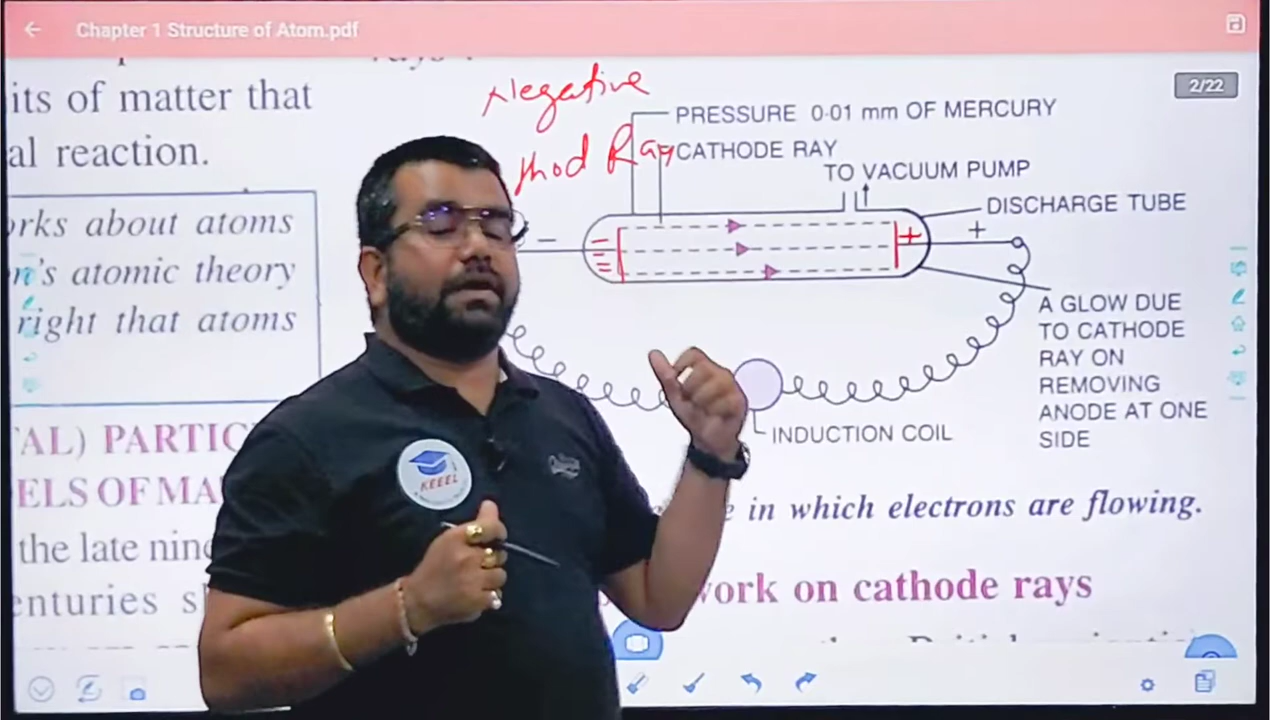 Chapter 1 Structure of Atom.pdf
2/22
its of matter that
al reaction.
Negative
Ray
PRESSURE 0·01 mm OF MERCURY
CATHODE RAY
TO VACUUM PUMP
DISCHARGE TUBE
about atoms
's atomic theory
right that atoms
A GLOW DUE
TO CATHODE
RAY ON
REMOVING
ANODE AT ONE
SIDE
INDUCTION COIL
AL) PARTIC
ELS OF MA
the late nine
enturies s
in which electrons are flowing.
work on cathode rays
KEEEL